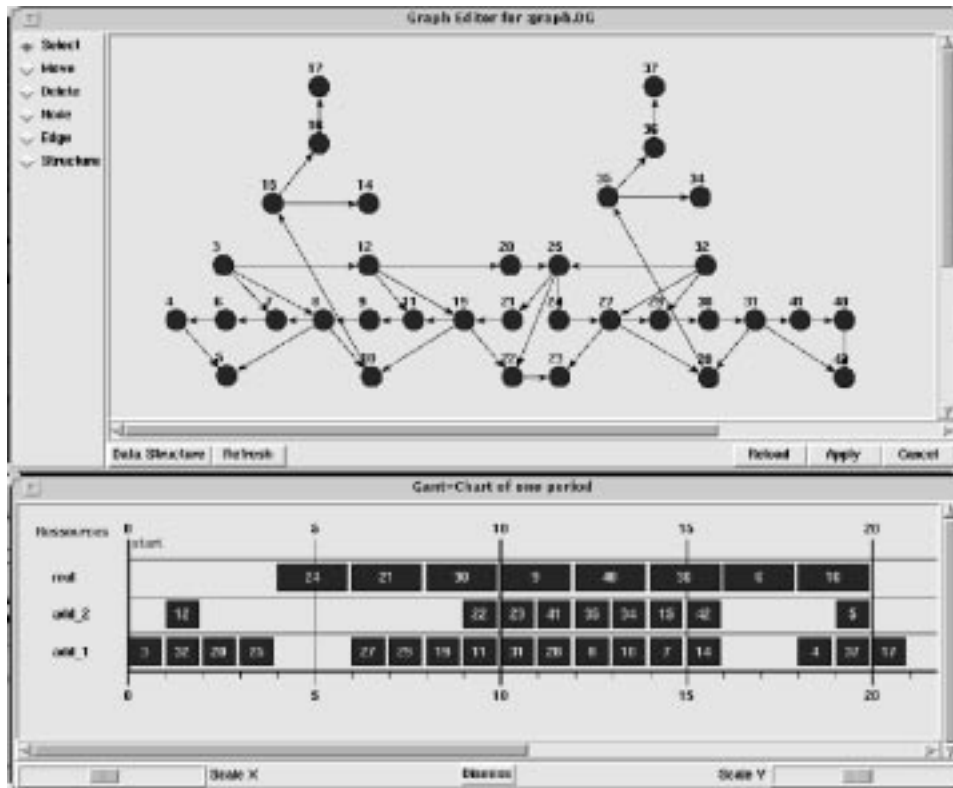 Graph Editor for graph.DG
Select
Move
Delete
Node
Edge
Structure
17 37
16 36
15 14 35 34
3 12 20 25 32
4 6 7 8 9 11 19 21 24 27 29 30 31 41 40
5 10 22 23 28 42
Data Structure Refresh Reload Apply Cancel
Gant-Chart of one period
Ressources 0 5 10 15 20
start
mul 24 21 30 9 40 36 6 16
add_2 12 22 23 41 35 34 15 42 5
add_1 3 32 20 25 27 29 19 11 31 28 8 10 7 14 4 37 17
0 5 10 15 20
Scale X Dismiss Scale Y